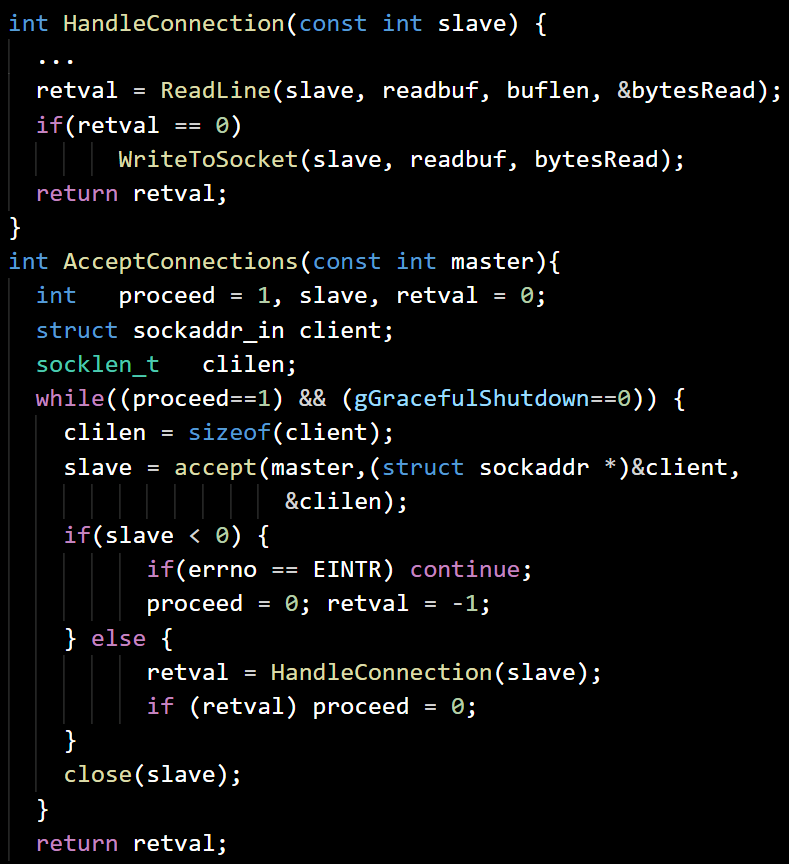 int HandleConnection(const int slave) {
  ...
  retval = ReadLine(slave, readbuf, buflen, &bytesRead);
  if(retval == 0)
        WriteToSocket(slave, readbuf, bytesRead);
  return retval;
}
int AcceptConnections(const int master){
  int   proceed = 1, slave, retval = 0;
  struct sockaddr_in client;
  socklen_t   clilen;
  while((proceed==1) && (gGracefulShutdown==0)) {
    clilen = sizeof(client);
    slave = accept(master,(struct sockaddr *)&client,
                    &clilen);
    if(slave < 0) {
          if(errno == EINTR) continue;
          proceed = 0; retval = -1;
    } else {
          retval = HandleConnection(slave);
          if (retval) proceed = 0;
    }
    close(slave);
  }
  return retval;